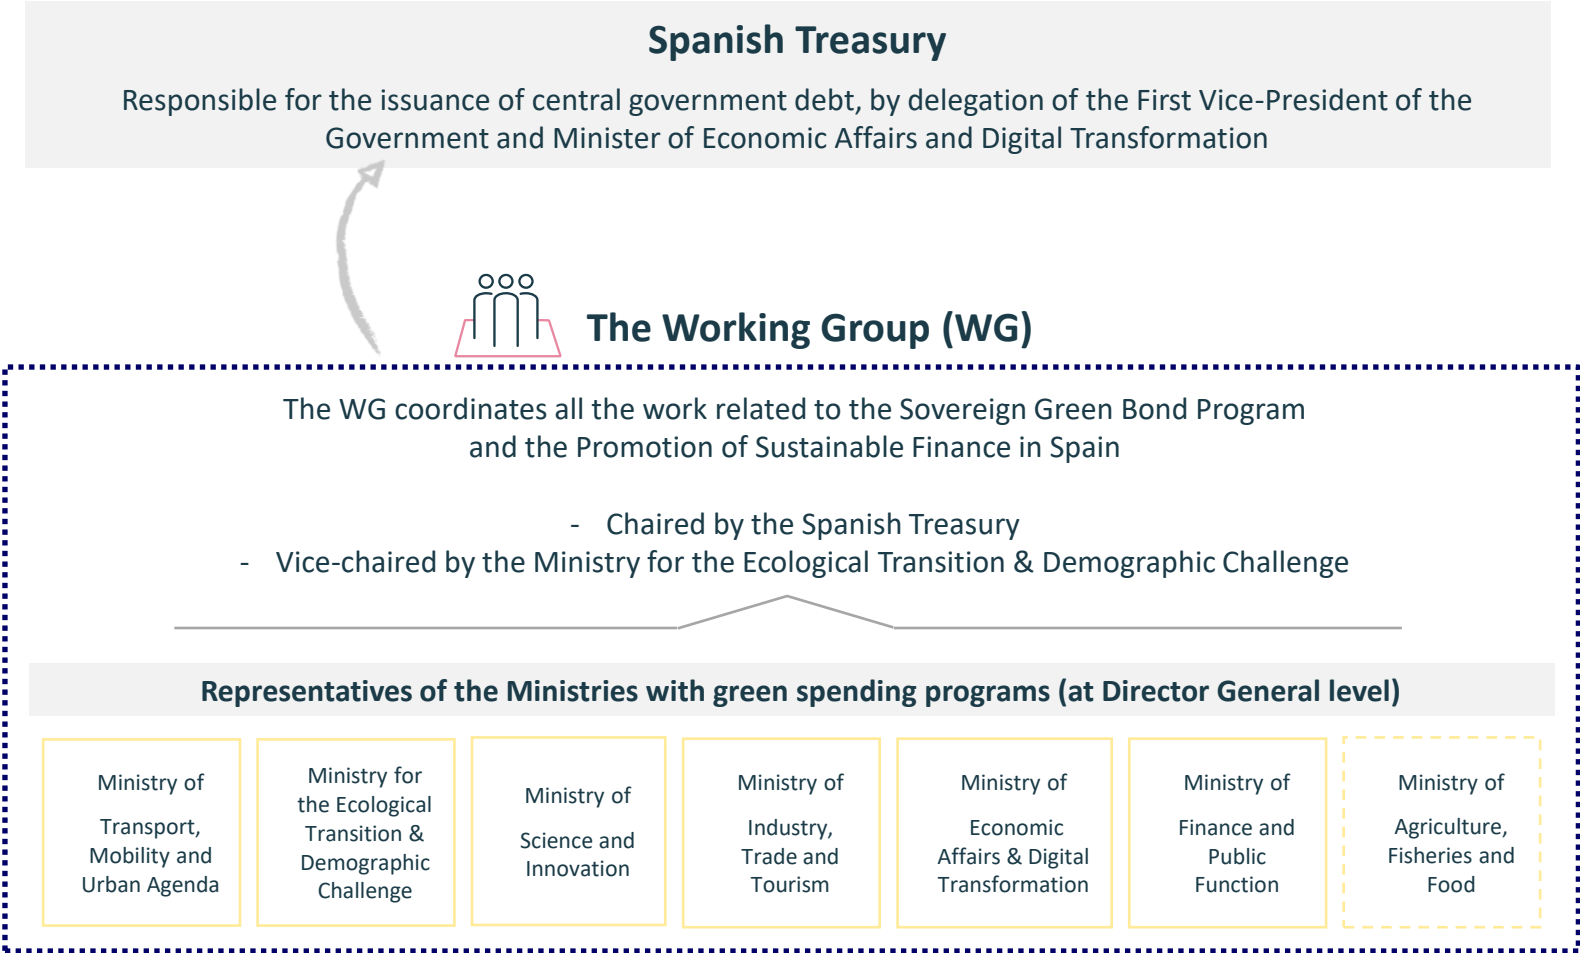 Spanish Treasury
Responsible for the issuance of central government debt, by delegation of the First Vice-President of the
Government and Minister of Economic Affairs and Digital Transformation
The Working Group (WG)
The WG coordinates all the work related to the Sovereign Green Bond Program
and the Promotion of Sustainable Finance in Spain
- Chaired by the Spanish Treasury
- Vice-chaired by the Ministry for the Ecological Transition & Demographic Challenge
Representatives of the Ministries with green spending programs (at Director General level)
Ministry of
Transport,
Mobility and
Urban Agenda
Ministry for
the Ecological
Transition &
Demographic
Challenge
Ministry of
Science and
Innovation
Ministry of
Industry,
Trade and
Tourism
Ministry of
Economic
Affairs & Digital
Transformation
Ministry of
Finance and
Public
Function
Ministry of
Agriculture,
Fisheries and
Food